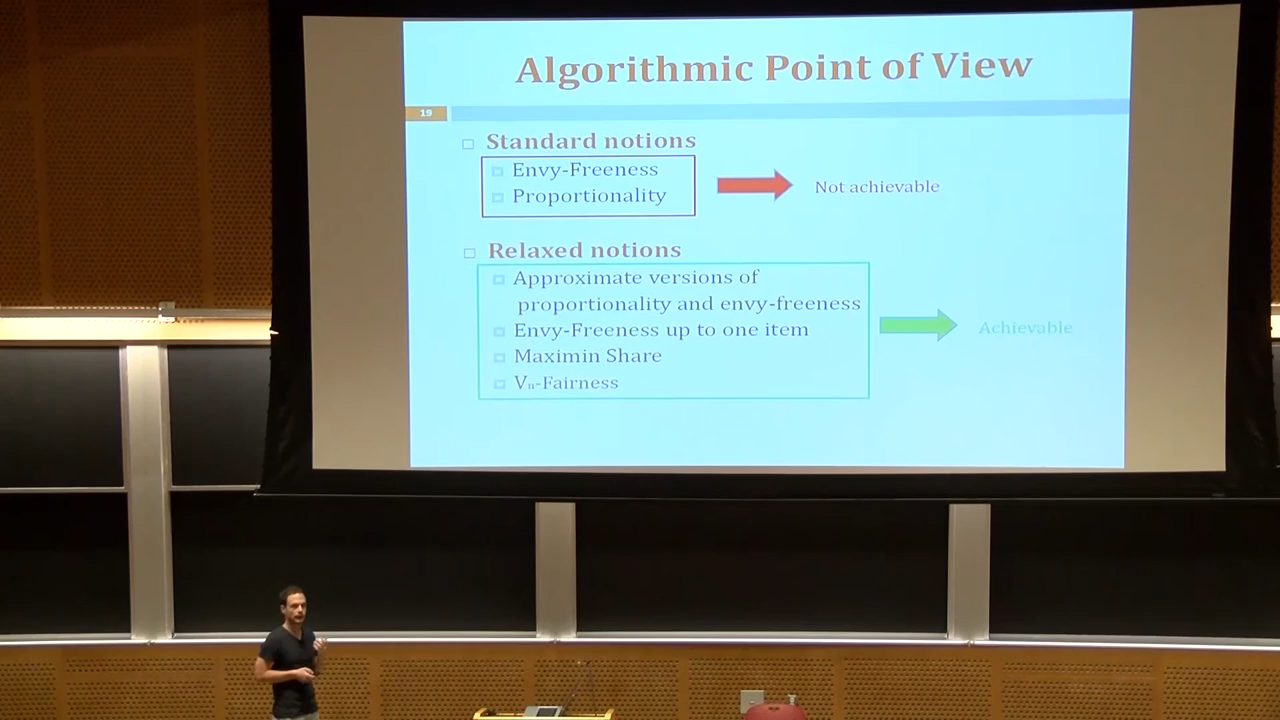 Algorithmic Point of View
19
Standard notions
Envy-Freeness
Proportionality
Not achievable
Relaxed notions
Approximate versions of
proportionality and envy-freeness
Envy-Freeness up to one item
Maximin Share
Vₙ-Fairness
Achievable